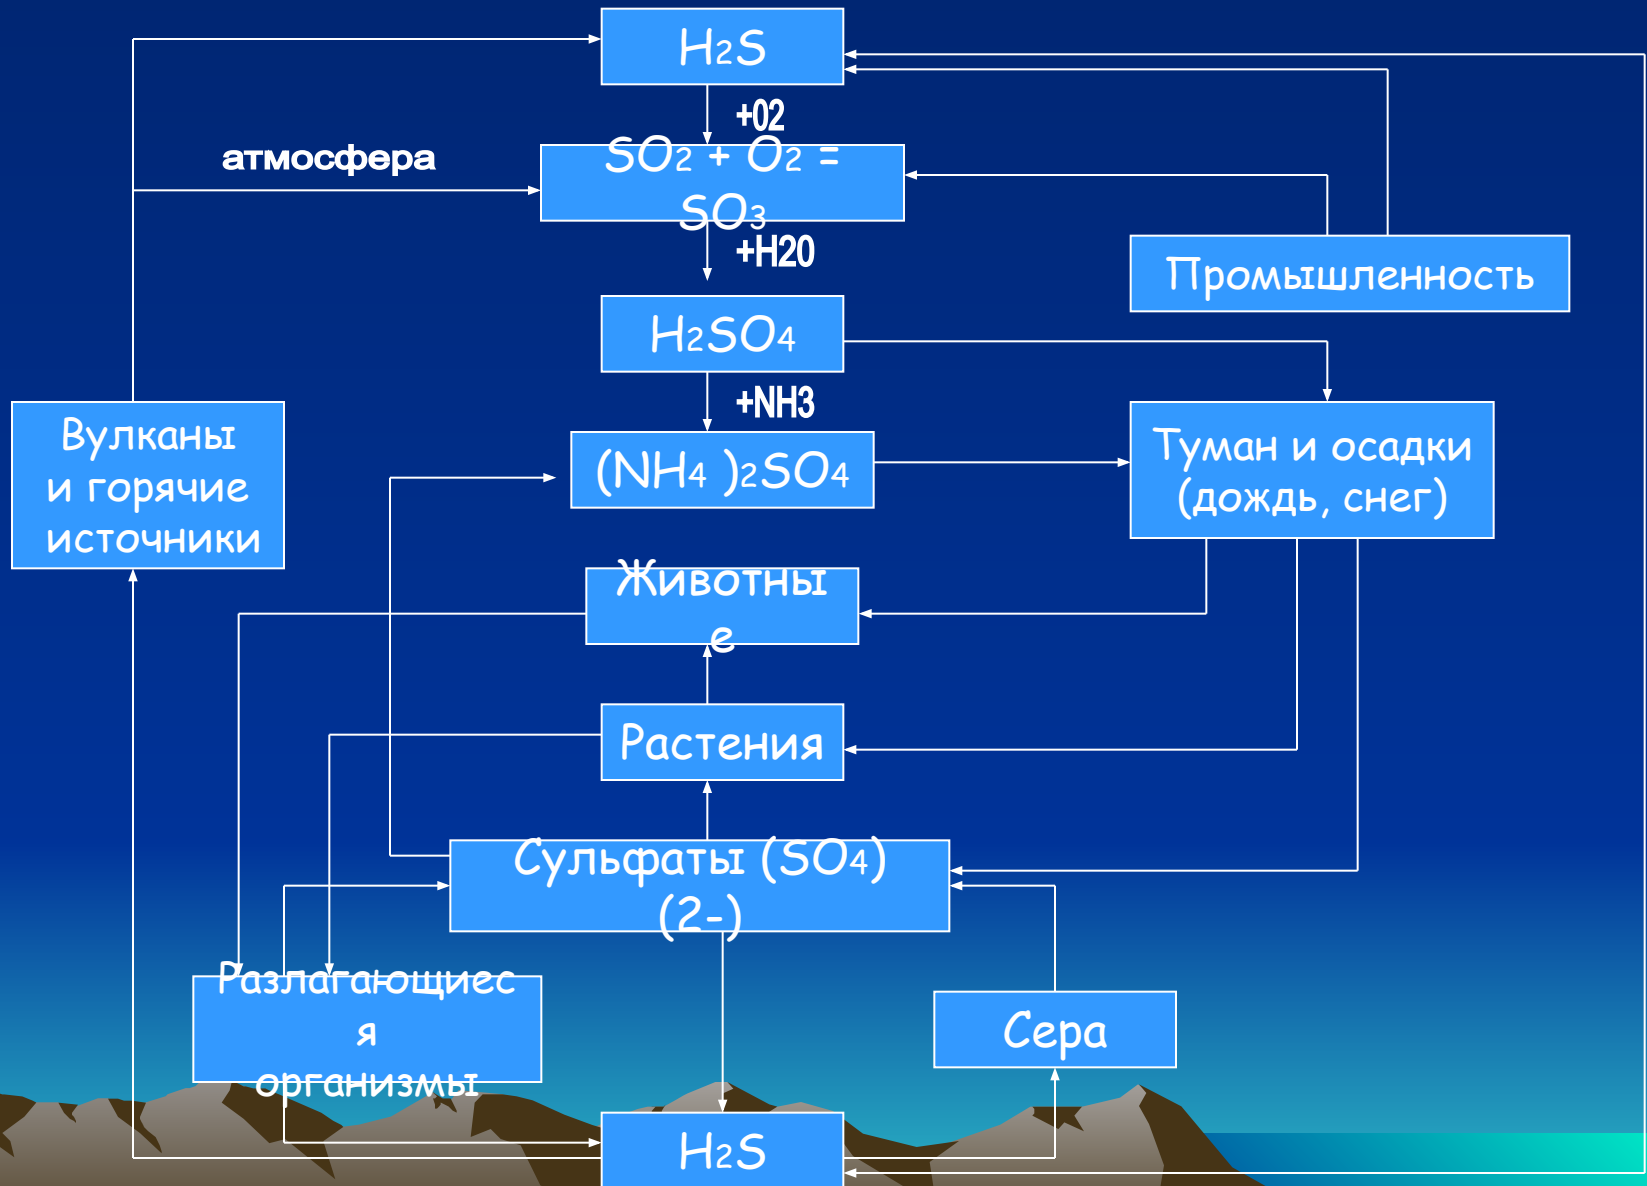 H2S
+02
атмосфера
SO2 + O2 =
SO3
+H20
Промышленность
H2SO4
+NH3
Вулканы
и горячие
источники
(NH4 )2SO4
Туман и осадки
(дождь, снег)
Животны
е
Растения
Сульфаты (SO4)
(2-)
Разлагающиес
я
организмы
Сера
H2S